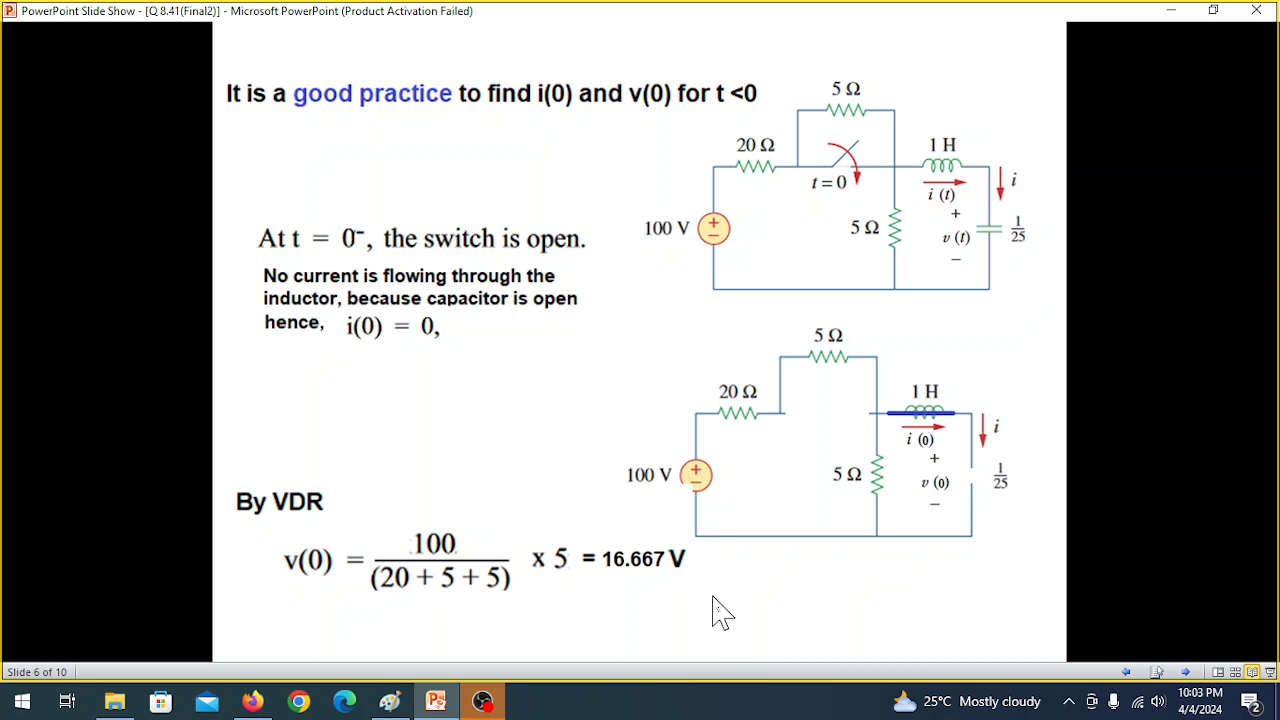 PowerPoint Slide Show - [Q 8.41(Final2)] - Microsoft PowerPoint (Product Activation Failed)
It is a good practice to find i(0) and v(0) for t <0
5 Ω
20 Ω
1 H
t = 0
i (t)
i
100 V
+
−
5 Ω
+
v (t)
−
1/25
At t = 0⁻, the switch is open.
No current is flowing through the
inductor, because capacitor is open
hence, i(0) = 0,
5 Ω
20 Ω
1 H
i (0)
i
100 V
+
−
5 Ω
+
v (0)
−
1/25
By VDR
v(0) = 100/(20 + 5 + 5) x 5 = 16.667 V
Slide 6 of 10
25°C Mostly cloudy
10:03 PM
4/4/2024
2